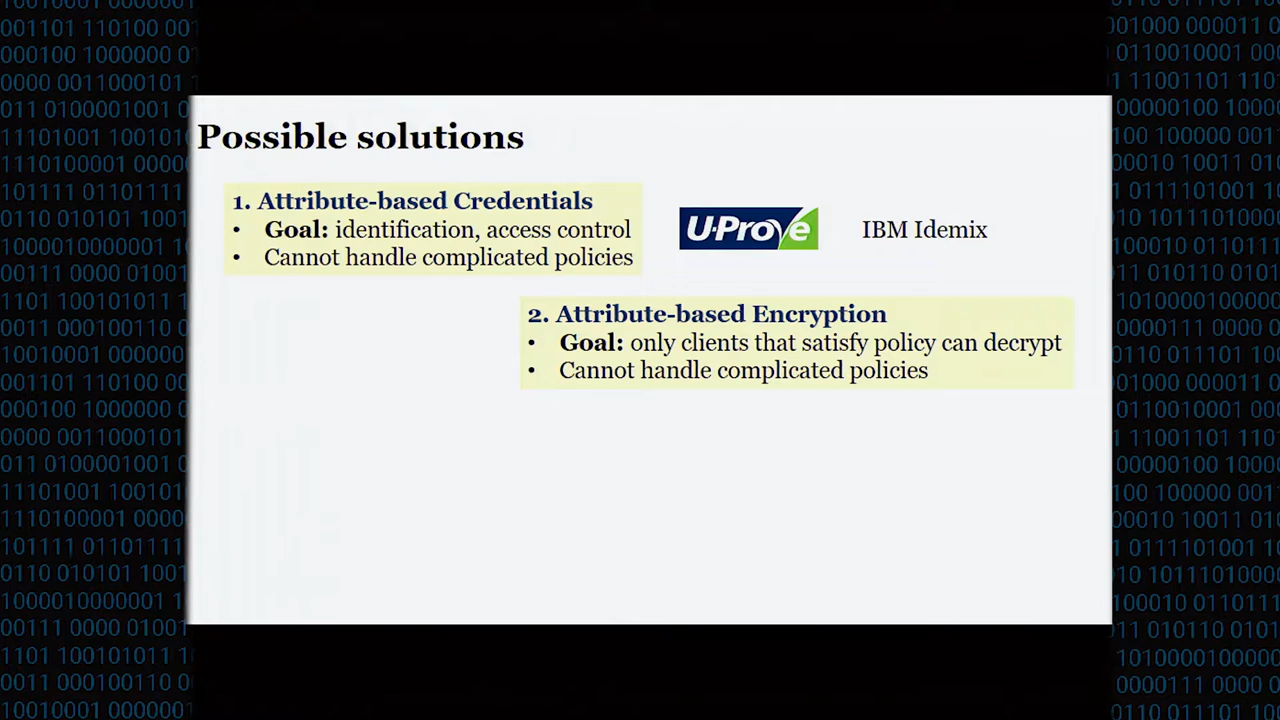 Possible solutions
1. Attribute-based Credentials
• Goal: identification, access control
• Cannot handle complicated policies
U-Prove
IBM Idemix
2. Attribute-based Encryption
• Goal: only clients that satisfy policy can decrypt
• Cannot handle complicated policies